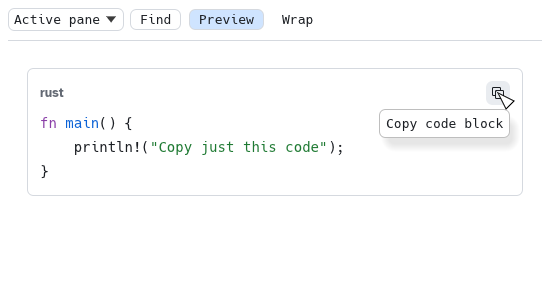 Active pane Find Preview Wrap
rust
fn main() {
Copy code block
    println!("Copy just this code");
}